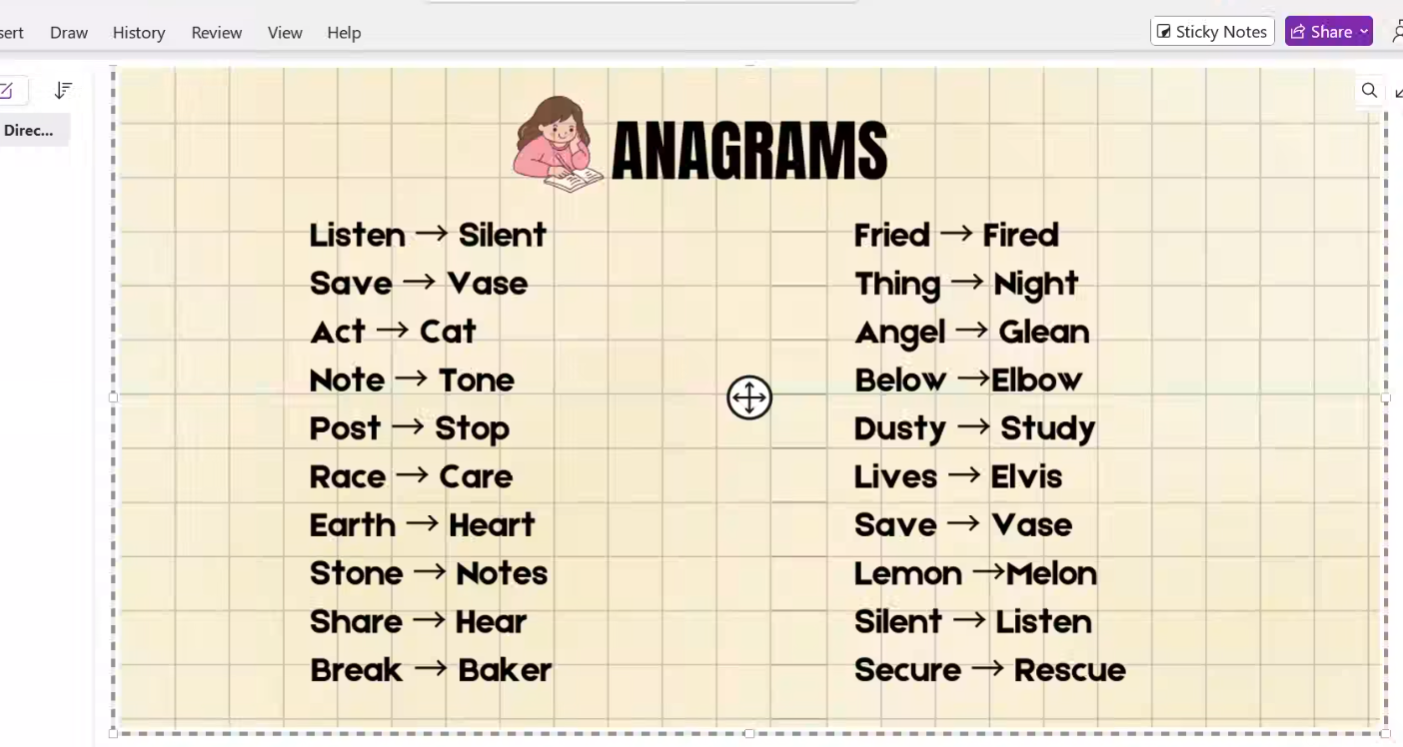 sert Draw History Review View Help Sticky Notes Share
Direc...
ANAGRAMS
Listen → Silent
Save → Vase
Act → Cat
Note → Tone
Post → Stop
Race → Care
Earth → Heart
Stone → Notes
Share → Hear
Break → Baker
Fried → Fired
Thing → Night
Angel → Glean
Below →Elbow
Dusty → Study
Lives → Elvis
Save → Vase
Lemon →Melon
Silent → Listen
Secure → Rescue